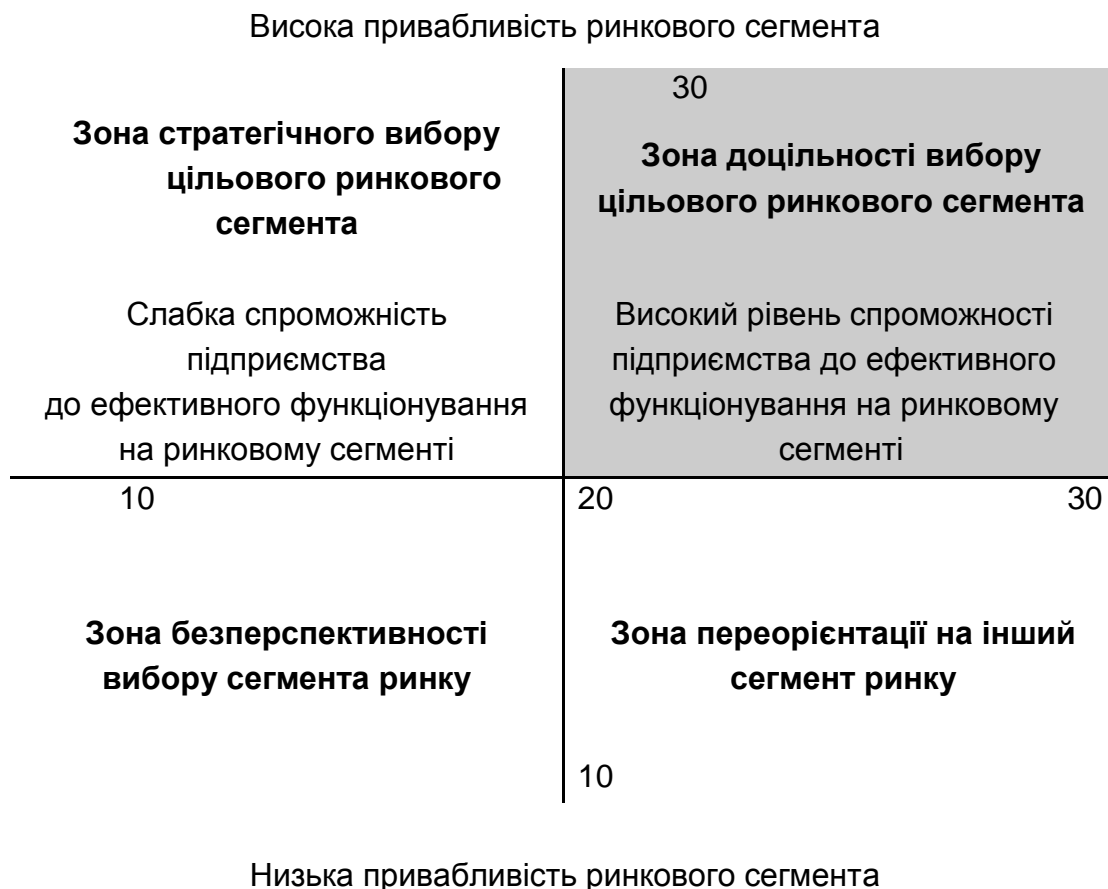 Висока привабливість ринкового сегмента
30
Зона стратегічного вибору
цільового ринкового
сегмента
Зона доцільності вибору
цільового ринкового сегмента
Слабка спроможність
підприємства
до ефективного функціонування
на ринковому сегменті
Високий рівень спроможності
підприємства до ефективного
функціонування на ринковому
сегменті
10
20
30
Зона безперспективності
вибору сегмента ринку
Зона переорієнтації на інший
сегмент ринку
10
Низька привабливість ринкового сегмента